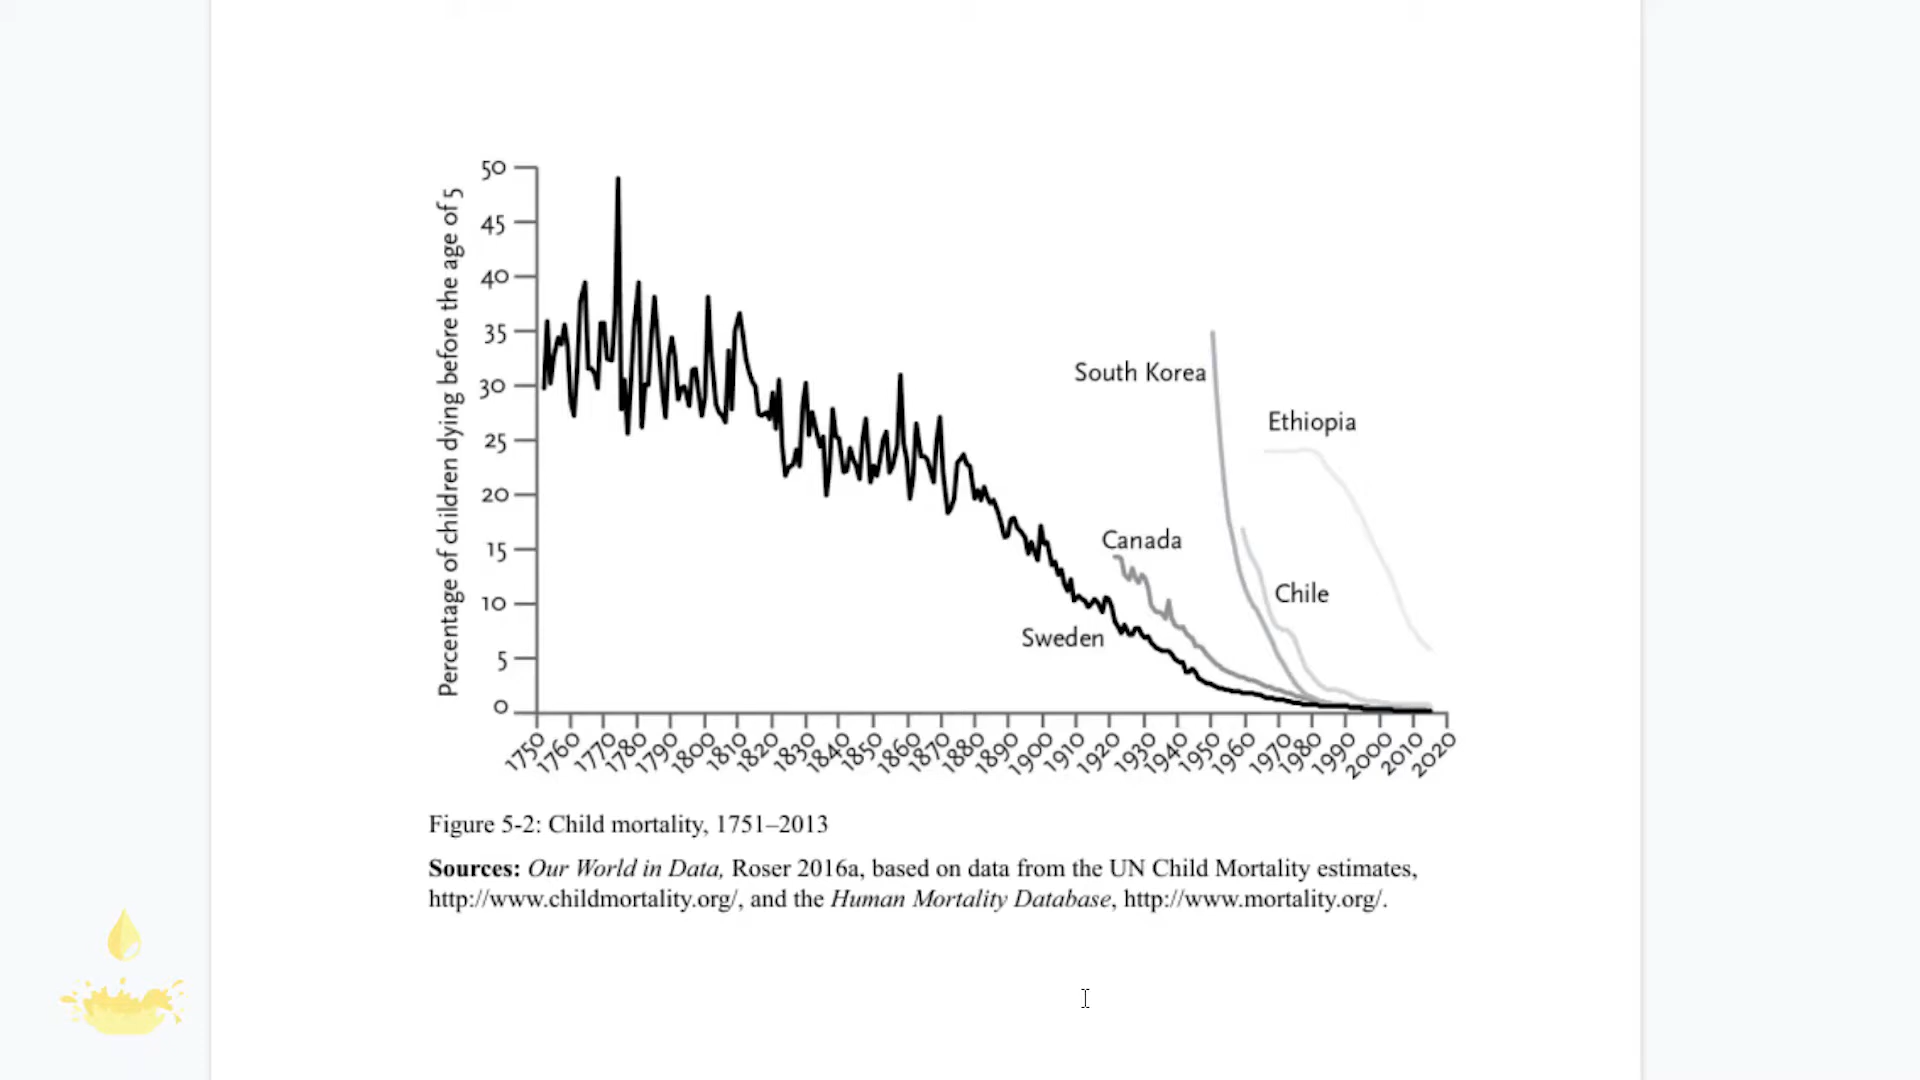 50
45
40
35
30
25
20
15
10
5
0
Percentage of children dying before the age of 5
South Korea
Ethiopia
Canada
Chile
Sweden
1750 1760 1770 1780 1790 1800 1810 1820 1830 1840 1850 1860 1870 1880 1890 1900 1910 1920 1930 1940 1950 1960 1970 1980 1990 2000 2010 2020
Figure 5-2: Child mortality, 1751–2013
Sources: Our World in Data, Roser 2016a, based on data from the UN Child Mortality estimates,
http://www.childmortality.org/, and the Human Mortality Database, http://www.mortality.org/.